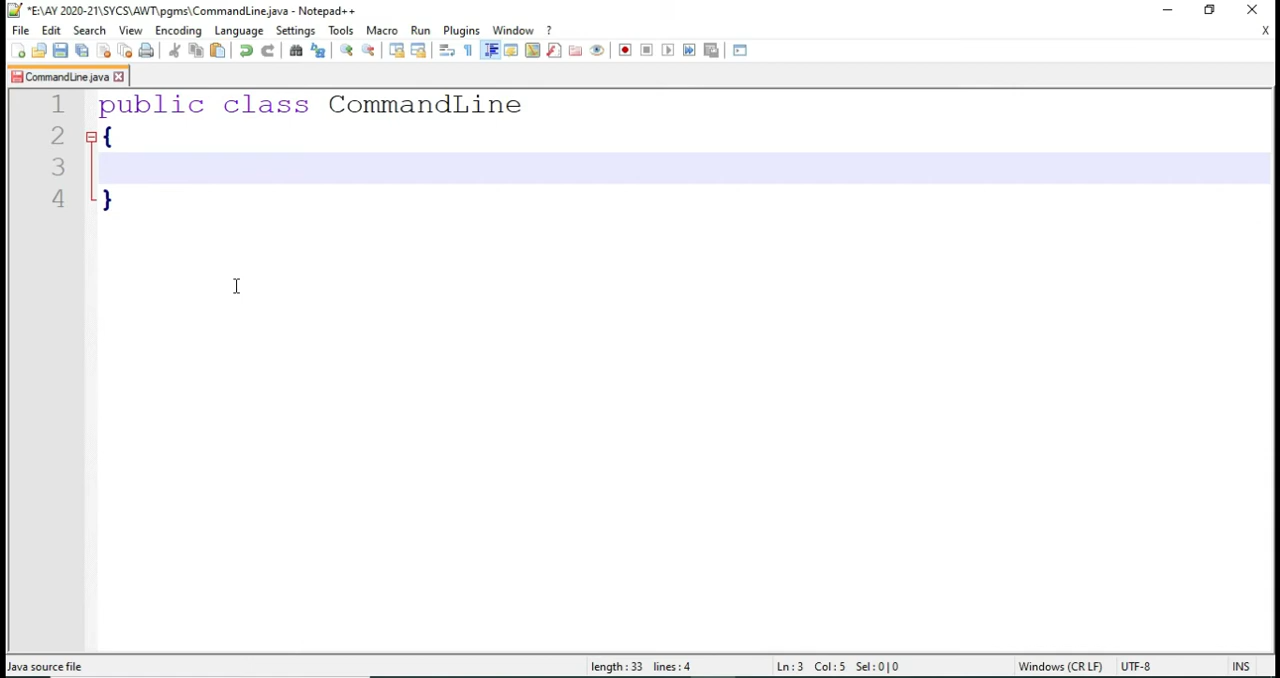 *E:\AY 2020-21\SYCS\AWT\pgms\CommandLine.java - Notepad++
File Edit Search View Encoding Language Settings Tools Macro Run Plugins Window ? X
CommandLine.java
1 public class CommandLine
2 {
3
4 }
Java source file length : 33 lines : 4 Ln : 3 Col : 5 Sel : 0 | 0 Windows (CR LF) UTF-8 INS